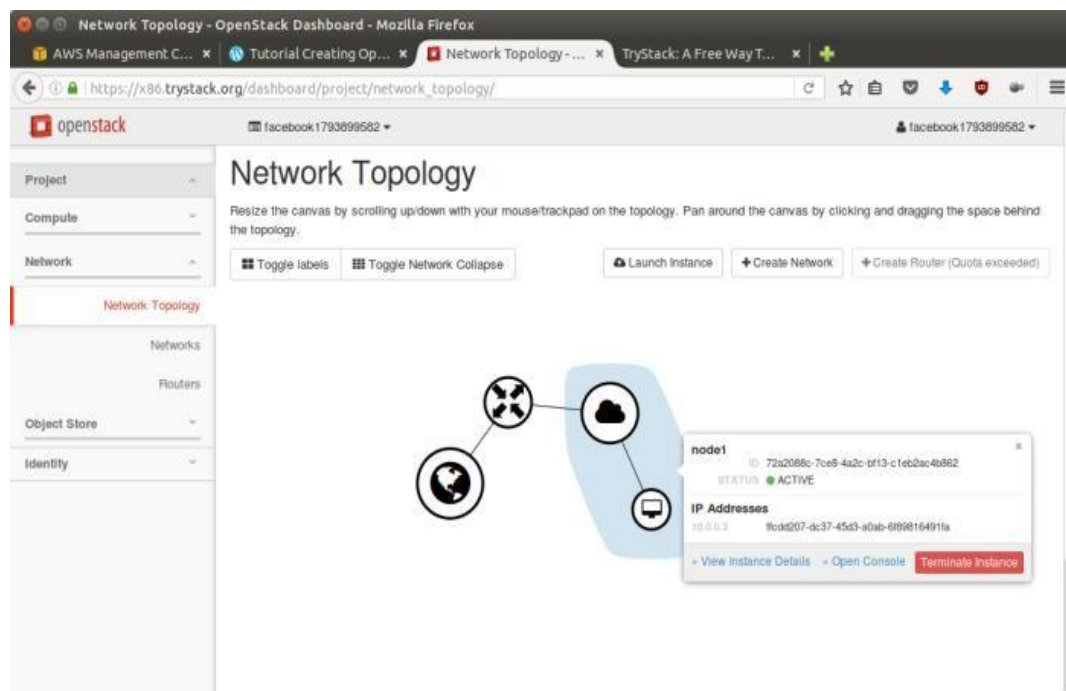 Network Topology - OpenStack Dashboard - Mozilla Firefox
AWS Management C... Tutorial Creating Op... Network Topology - ... TryStack: A Free Way T...
https://x86.trystack.org/dashboard/project/network_topology/
openstack facebook1793899582 facebook1793899582
Project
Compute
Network
Network Topology
Networks
Routers
Object Store
Identity
Network Topology
Resize the canvas by scrolling up/down with your mouse/trackpad on the topology. Pan around the canvas by clicking and dragging the space behind
the topology.
Toggle labels Toggle Network Collapse Launch Instance +Create Network +Create Router (Quota exceeded)
node1
ID 72a2088c-7ce8-4a2c-bf13-c1eb2ac4b862
STATUS ACTIVE
IP Addresses
10.0.0.3 ffcdd207-dc37-45d3-a0ab-6f89816491fa
» View Instance Details » Open Console Terminate Instance